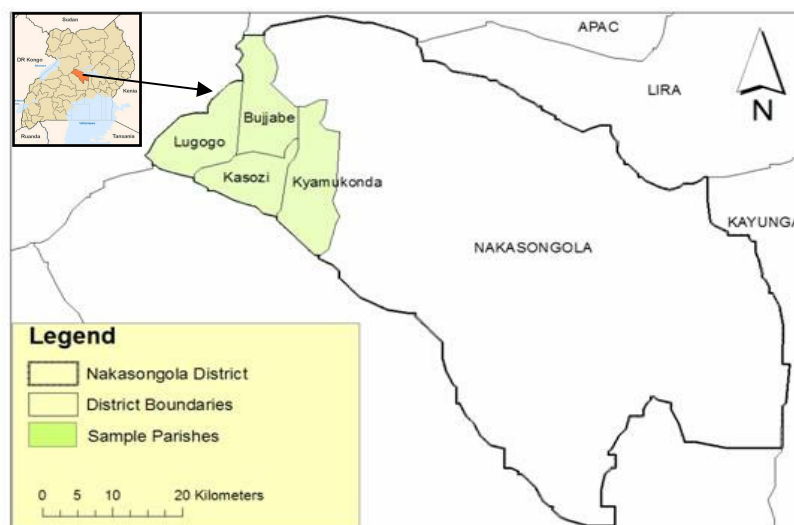 Sudan
DR Kongo
Kenia
Ruanda
Tansania
APAC
LIRA
N
Bujjabe
Lugogo
Kasozi
Kyamukonda
KAYUNGA
NAKASONGOLA
Legend
Nakasongola District
District Boundaries
Sample Parishes
0 5 10 20 Kilometers